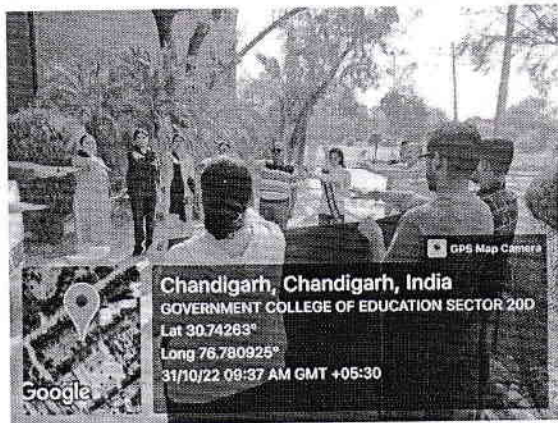 GPS Map Camera
Chandigarh, Chandigarh, India
GOVERNMENT COLLEGE OF EDUCATION SECTOR 20D
Lat 30.74263°
Long 76.780925°
31/10/22 09:37 AM GMT +05:30
Google